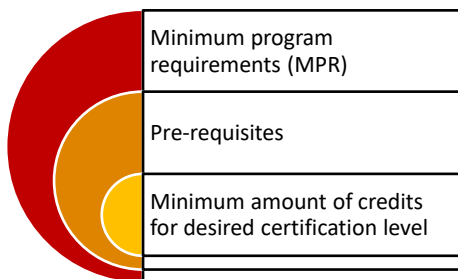 Minimum program
requirements (MPR)
Pre-requisites
Minimum amount of credits
for desired certification level